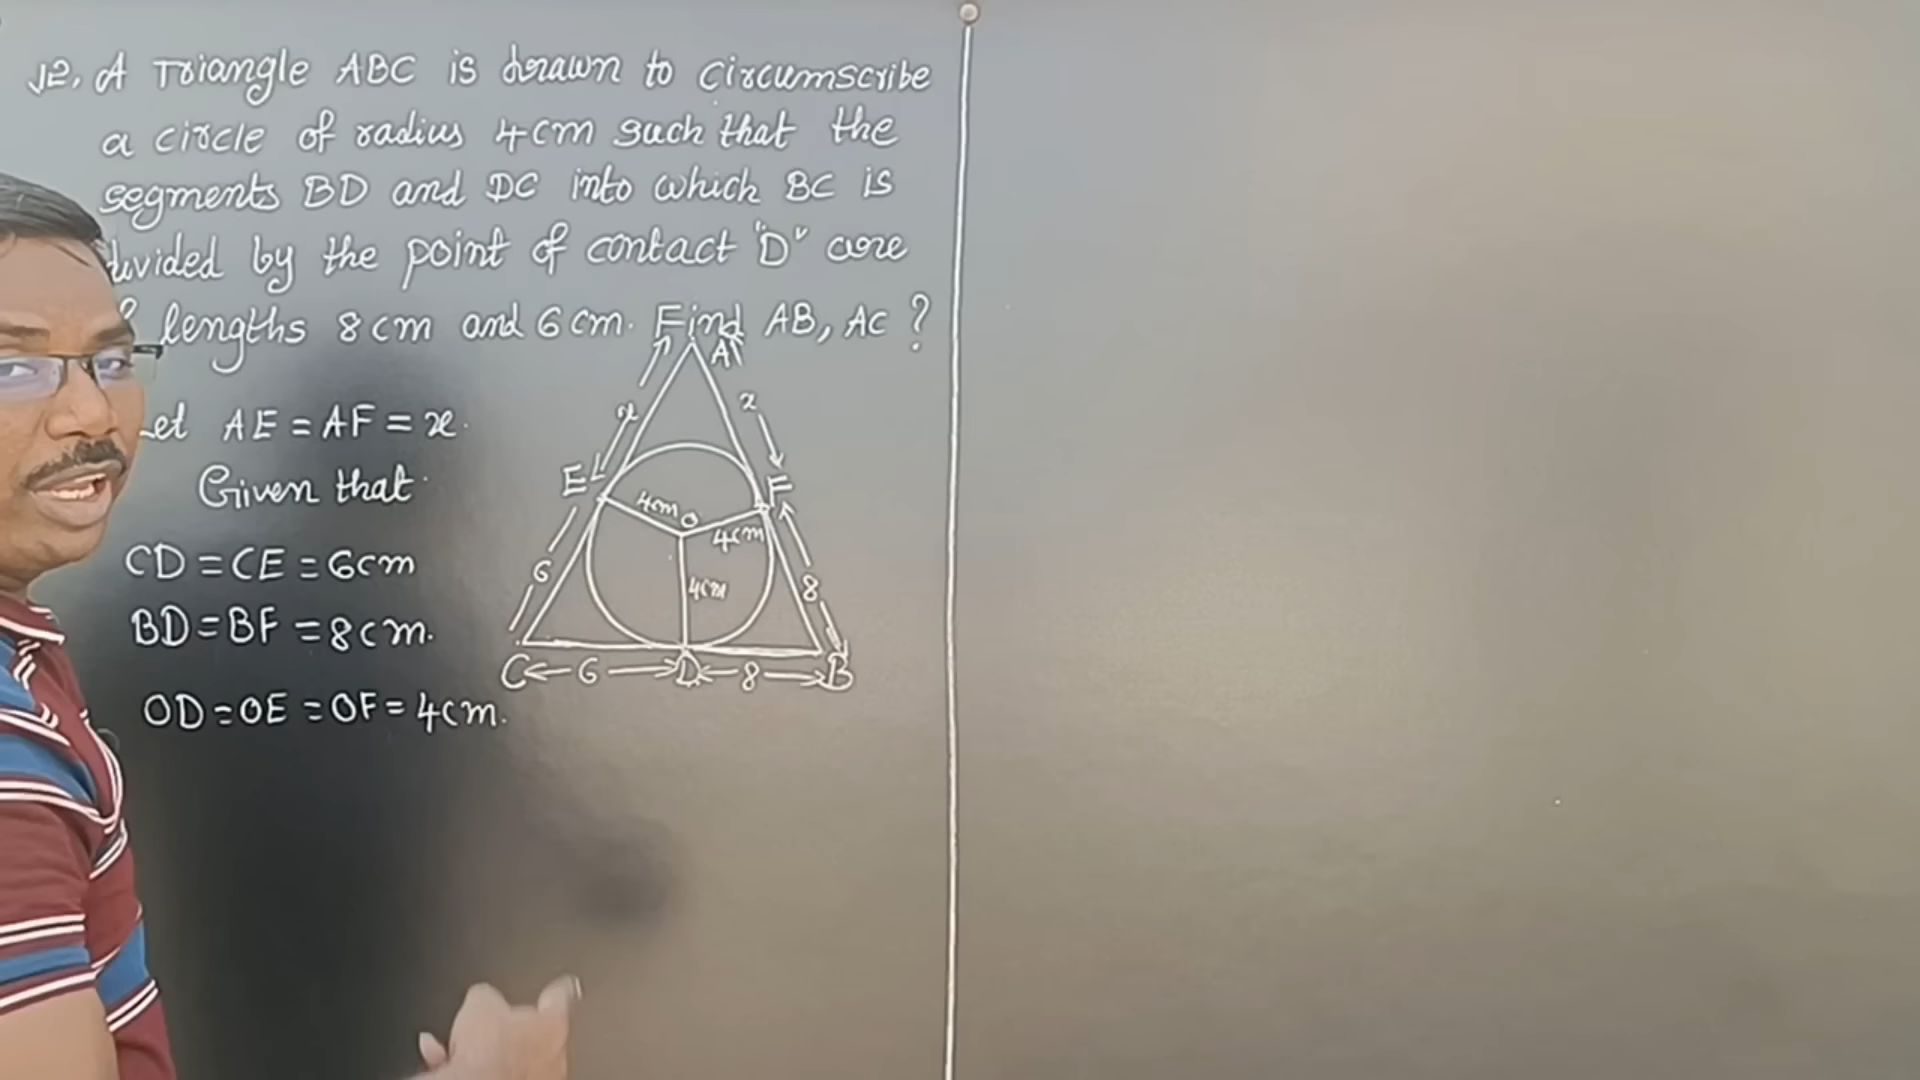 12. A Triangle ABC is drawn to circumscribe
a circle of radius 4cm such that the
segments BD and DC into which BC is
divided by the point of contact "D" are
lengths 8cm and 6cm. Find AB, AC ?
Let AE = AF = x.
Given that
CD = CE = 6cm
BD = BF = 8cm.
OD = OE = OF = 4cm.
A
x
x
E
F
4cm
O
4cm
6
4cm
8
C 6 D 8 B